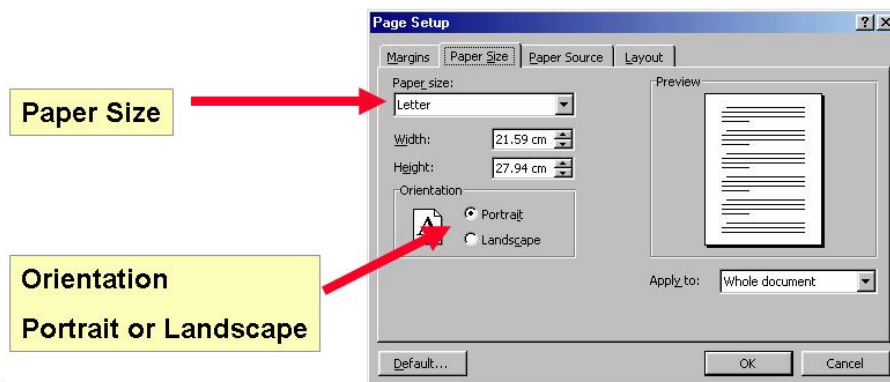 Page Setup
Margins Paper Size Paper Source Layout
Paper size:
Letter
Width: 21.59 cm
Height: 27.94 cm
Orientation
A
Portrait
Landscape
Preview
Apply to: Whole document
Default... OK Cancel
Paper Size
Orientation
Portrait or Landscape